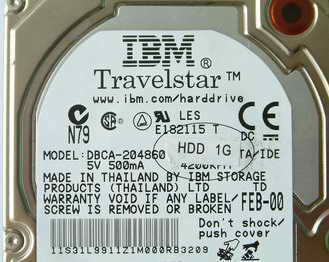 IBM®
Travelstar™
www.ibm.com/harddrive
N79
LES
E182115 T
CE
DC
HDD 1G
MODEL:DBCA-204860
TA/IDE
5V 500mA
4200RPM
MADE IN THAILAND BY IBM STORAGE
PRODUCTS (THAILAND) LTD TD
WARRANTY VOID IF ANY LABEL/
SCREW IS REMOVED OR BROKEN
FEB-00
Don't shock/
push cover
11S31L9911Z1M000RB3209